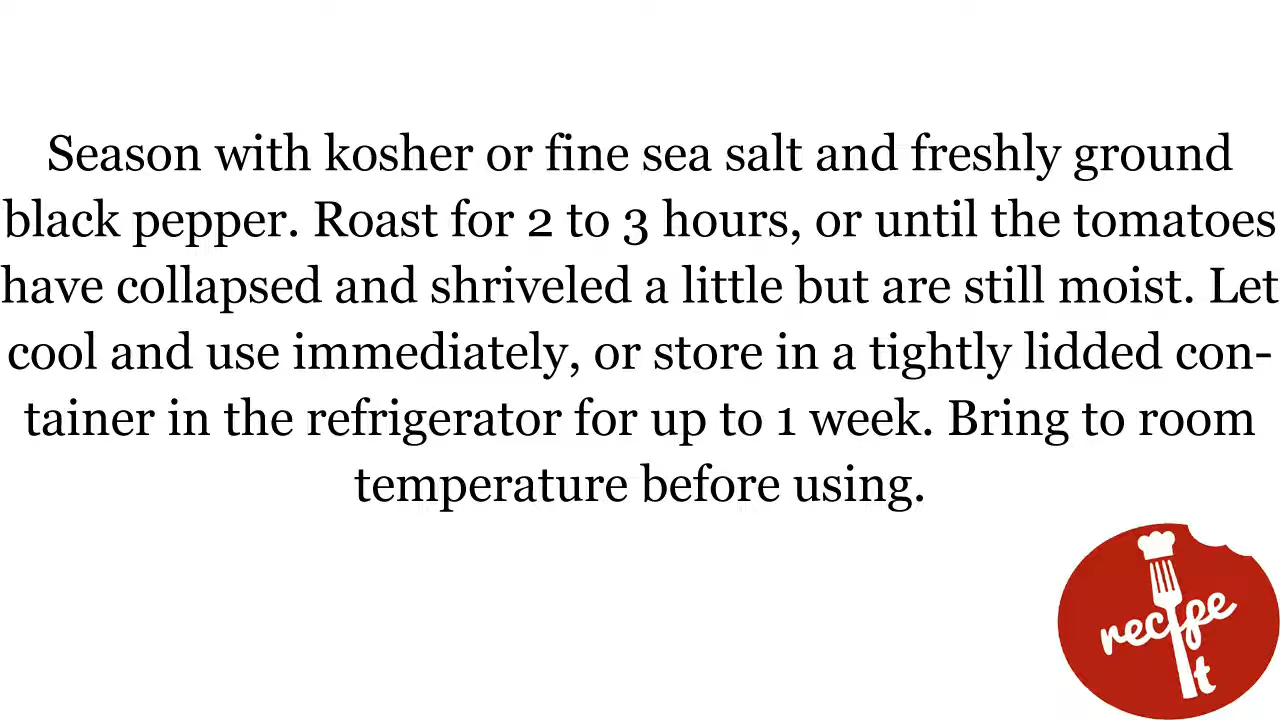 Season with kosher or fine sea salt and freshly ground
black pepper. Roast for 2 to 3 hours, or until the tomatoes
have collapsed and shriveled a little but are still moist. Let
cool and use immediately, or store in a tightly lidded con-
tainer in the refrigerator for up to 1 week. Bring to room
temperature before using.
recipe
It